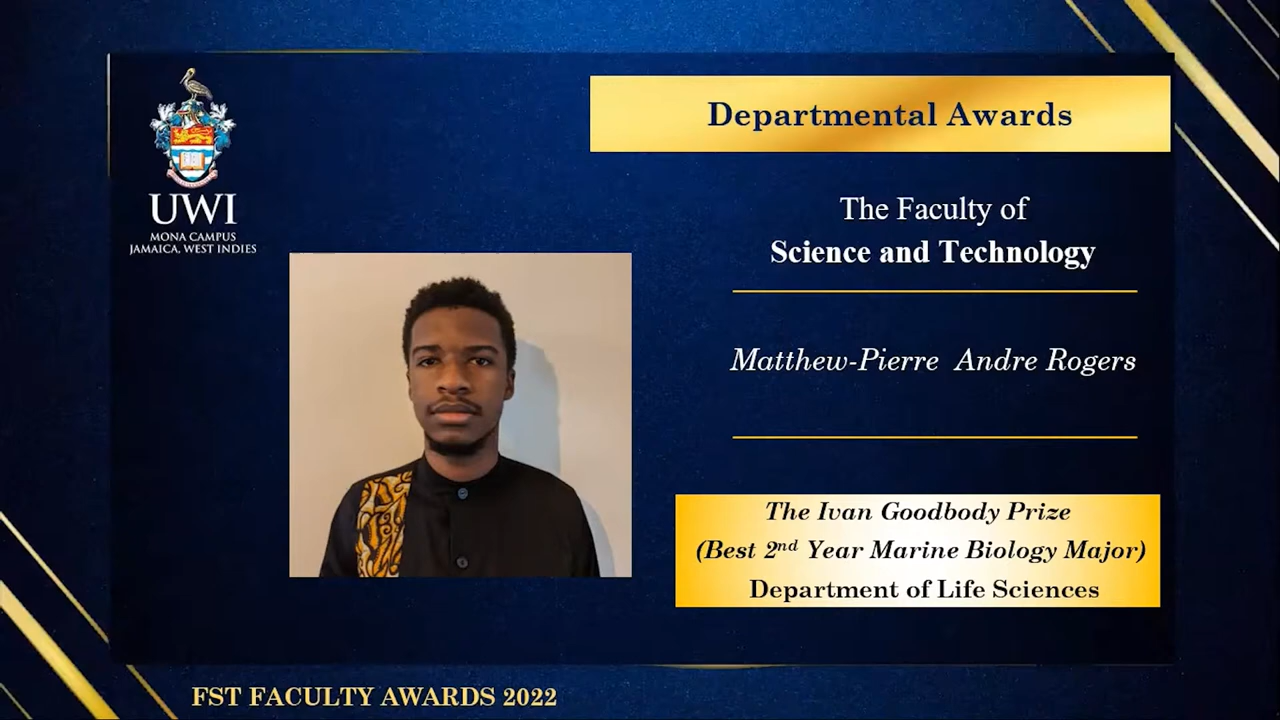 UWI
MONA CAMPUS
JAMAICA, WEST INDIES
Departmental Awards
The Faculty of
Science and Technology
Matthew-Pierre Andre Rogers
The Ivan Goodbody Prize
(Best 2nd Year Marine Biology Major)
Department of Life Sciences
FST FACULTY AWARDS 2022